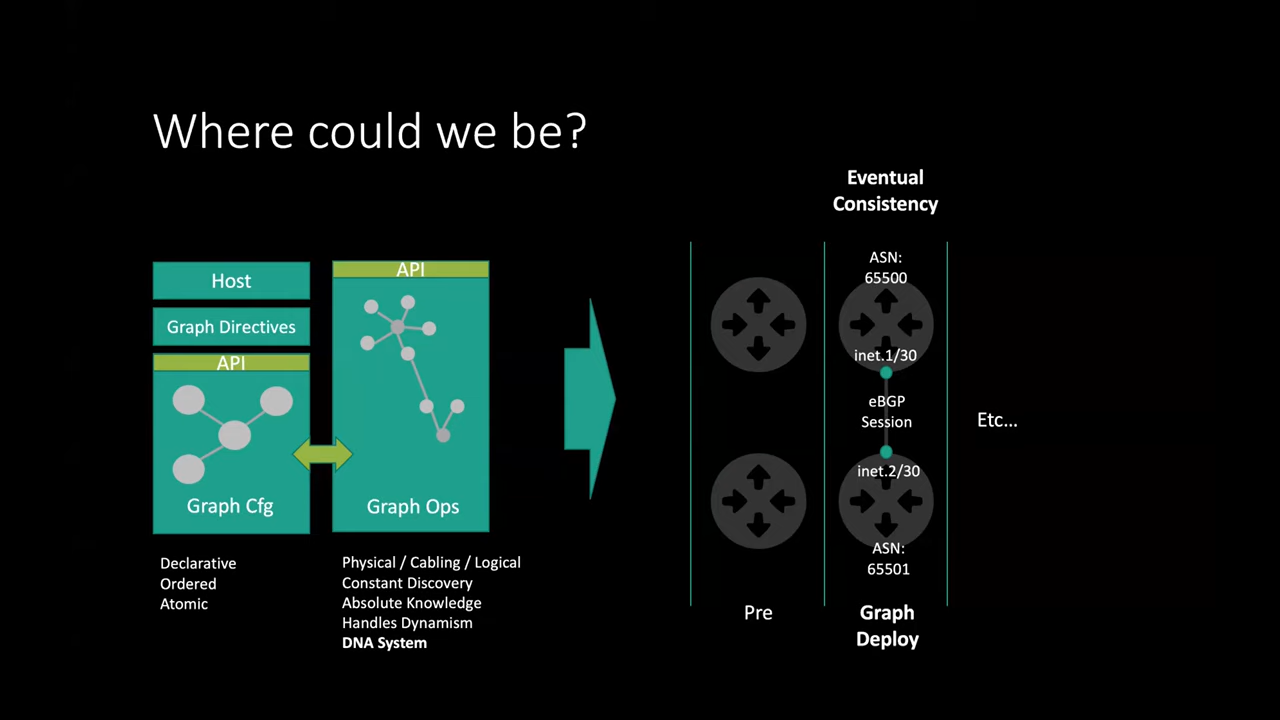 Where could we be?
Host
Graph Directives
API
Graph Cfg
Declarative
Ordered
Atomic
API
Graph Ops
Physical / Cabling / Logical
Constant Discovery
Absolute Knowledge
Handles Dynamism
DNA System
Eventual
Consistency
Pre
ASN:
65500
inet.1/30
eBGP
Session
inet.2/30
ASN:
65501
Graph
Deploy
Etc...